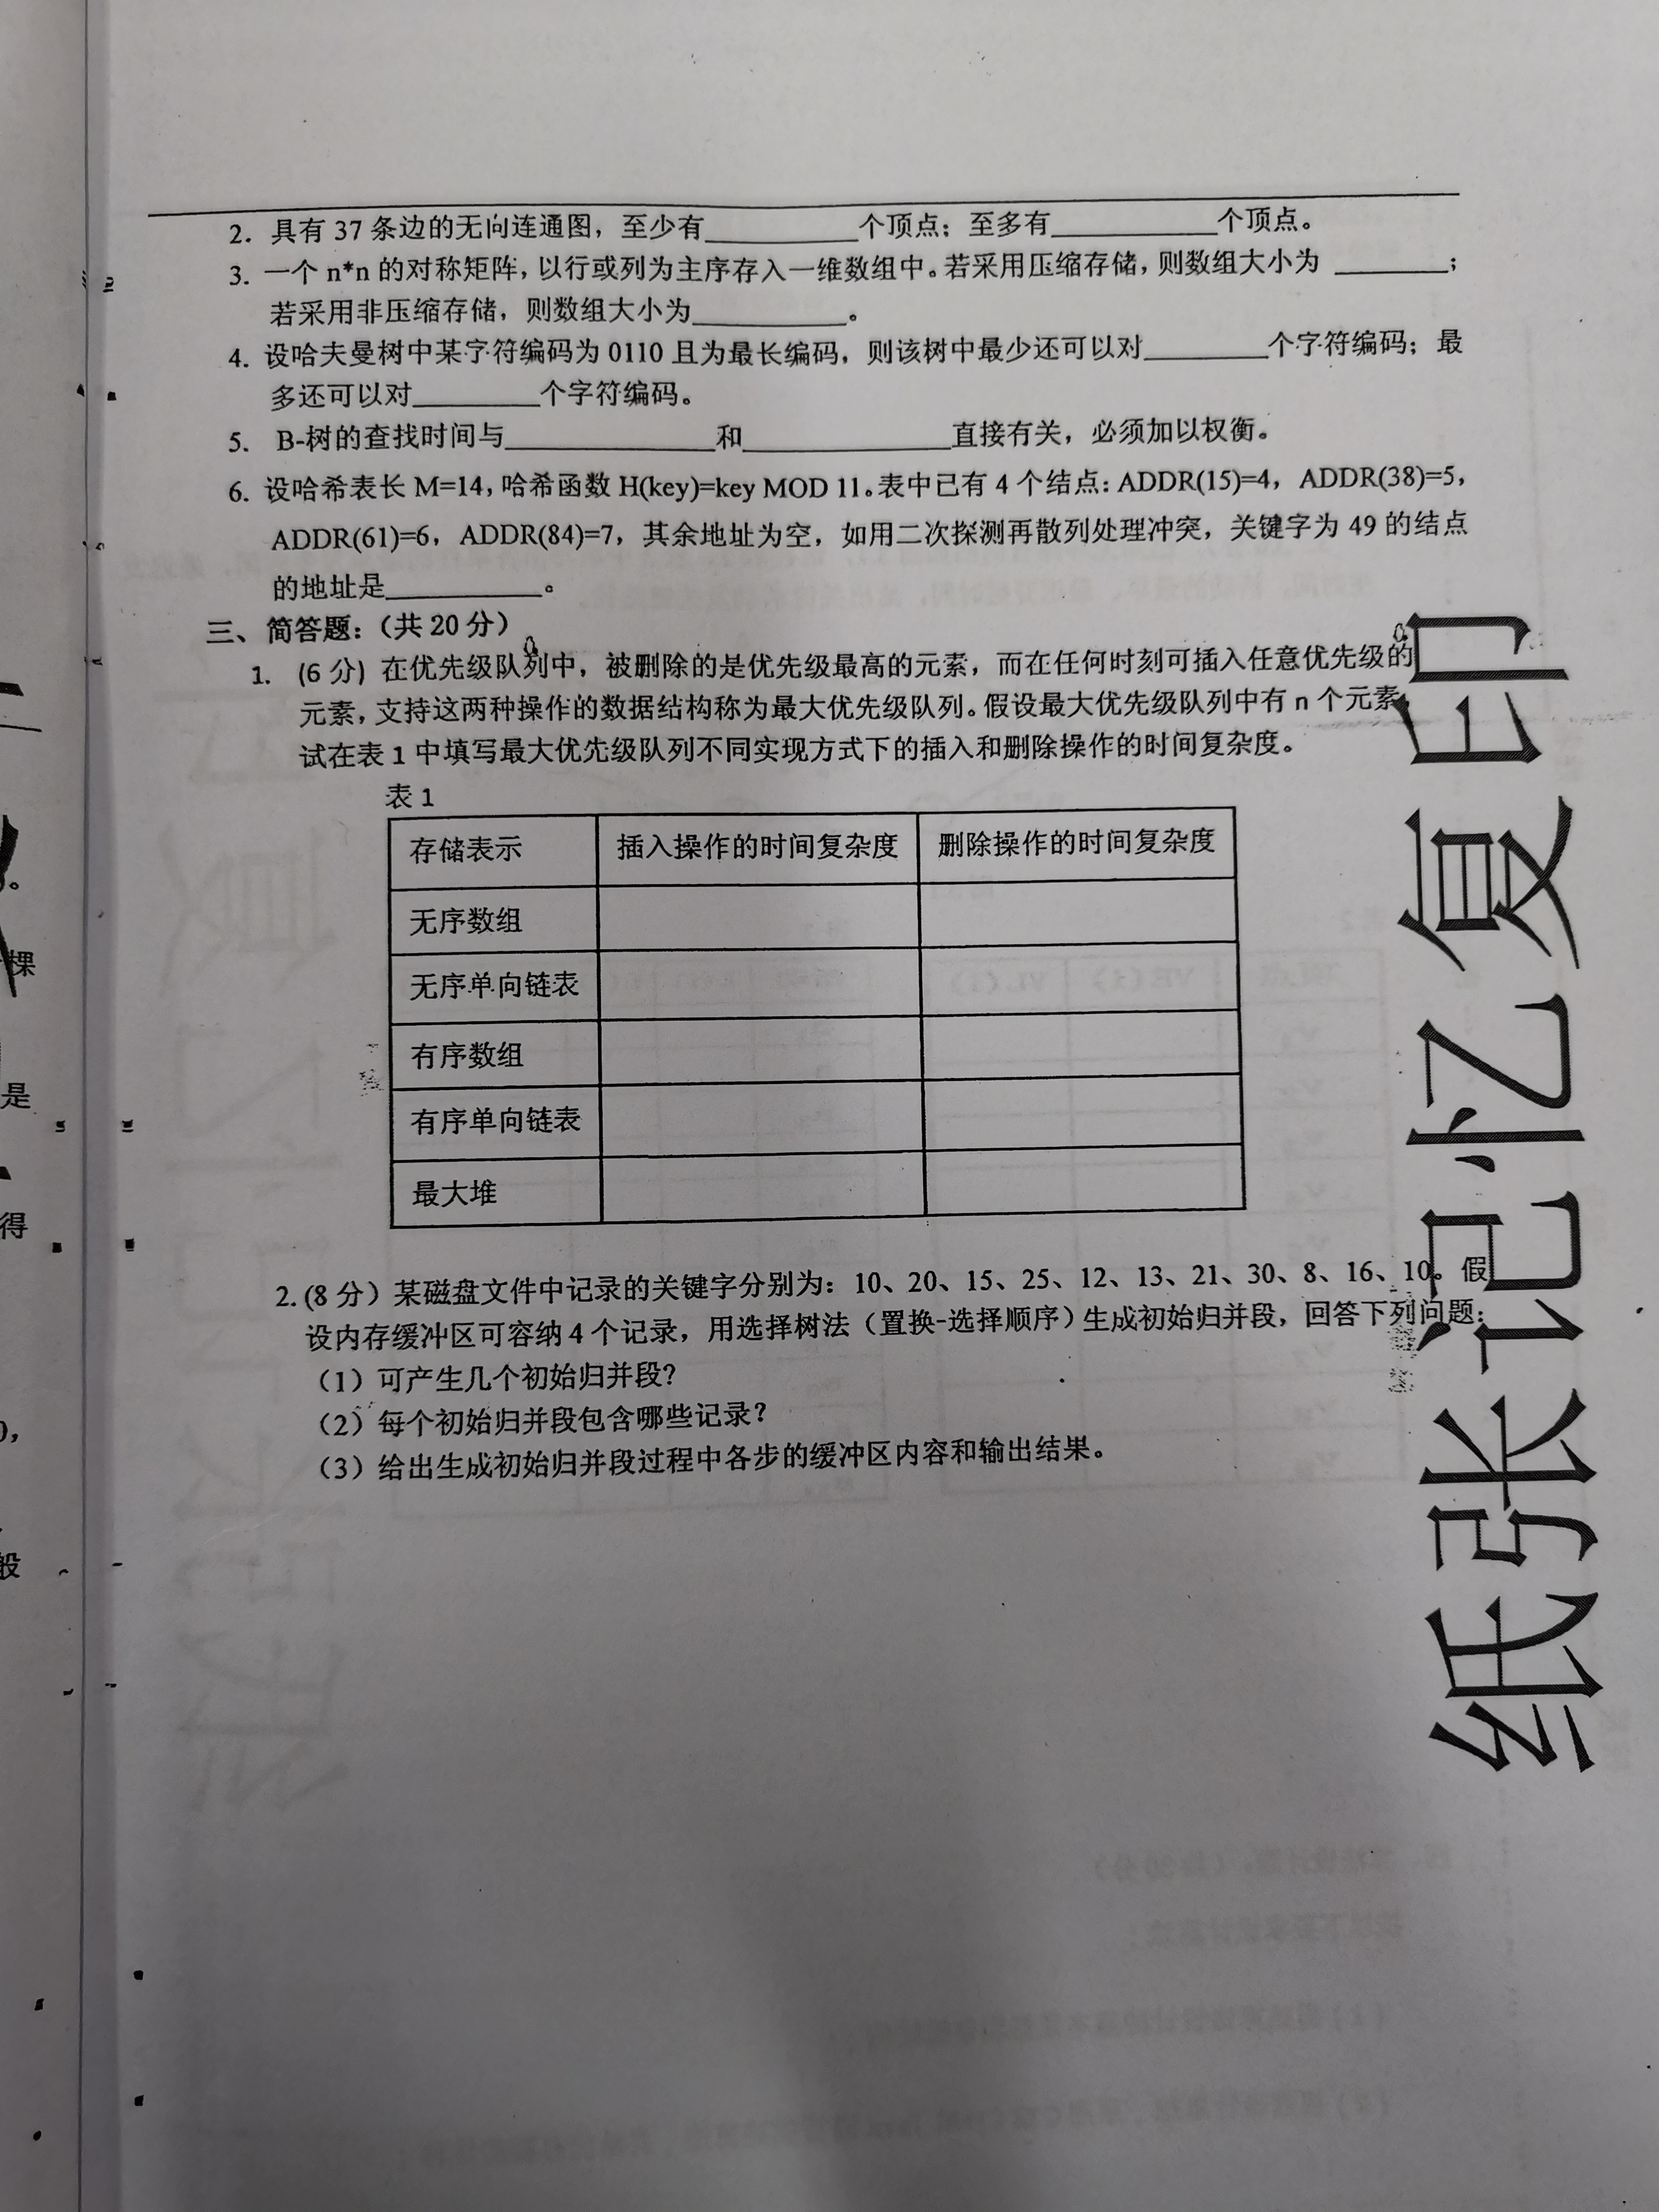 2. 具有 37 条边的无向连通图，至少有__________个顶点；至多有__________个顶点。
3. 一个 n*n 的对称矩阵，以行或列为主序存入一维数组中。若采用压缩存储，则数组大小为 ________；
若采用非压缩存储，则数组大小为__________。
4. 设哈夫曼树中某字符编码为 0110 且为最长编码，则该树中最少还可以对________个字符编码；最
多还可以对________个字符编码。
5. B-树的查找时间与______________和______________直接有关，必须加以权衡。
6. 设哈希表长 M=14，哈希函数 H(key)=key MOD 11。表中已有 4 个结点：ADDR(15)=4，ADDR(38)=5，
ADDR(61)=6，ADDR(84)=7，其余地址为空，如用二次探测再散列处理冲突，关键字为 49 的结点
的地址是__________。
三、简答题：（共 20 分）
1. (6 分) 在优先级队列中，被删除的是优先级最高的元素，而在任何时刻可插入任意优先级的
元素，支持这两种操作的数据结构称为最大优先级队列。假设最大优先级队列中有 n 个元素
试在表 1 中填写最大优先级队列不同实现方式下的插入和删除操作的时间复杂度。
表 1
存储表示 插入操作的时间复杂度 删除操作的时间复杂度
无序数组
无序单向链表
有序数组
有序单向链表
最大堆
2. (8 分）某磁盘文件中记录的关键字分别为：10、20、15、25、12、13、21、30、8、16、10。假
设内存缓冲区可容纳 4 个记录，用选择树法（置换-选择顺序）生成初始归并段，回答下列问题：
（1）可产生几个初始归并段？
（2）每个初始归并段包含哪些记录？
（3）给出生成初始归并段过程中各步的缓冲区内容和输出结果。
纸张记忆复印
棵
是
得
般